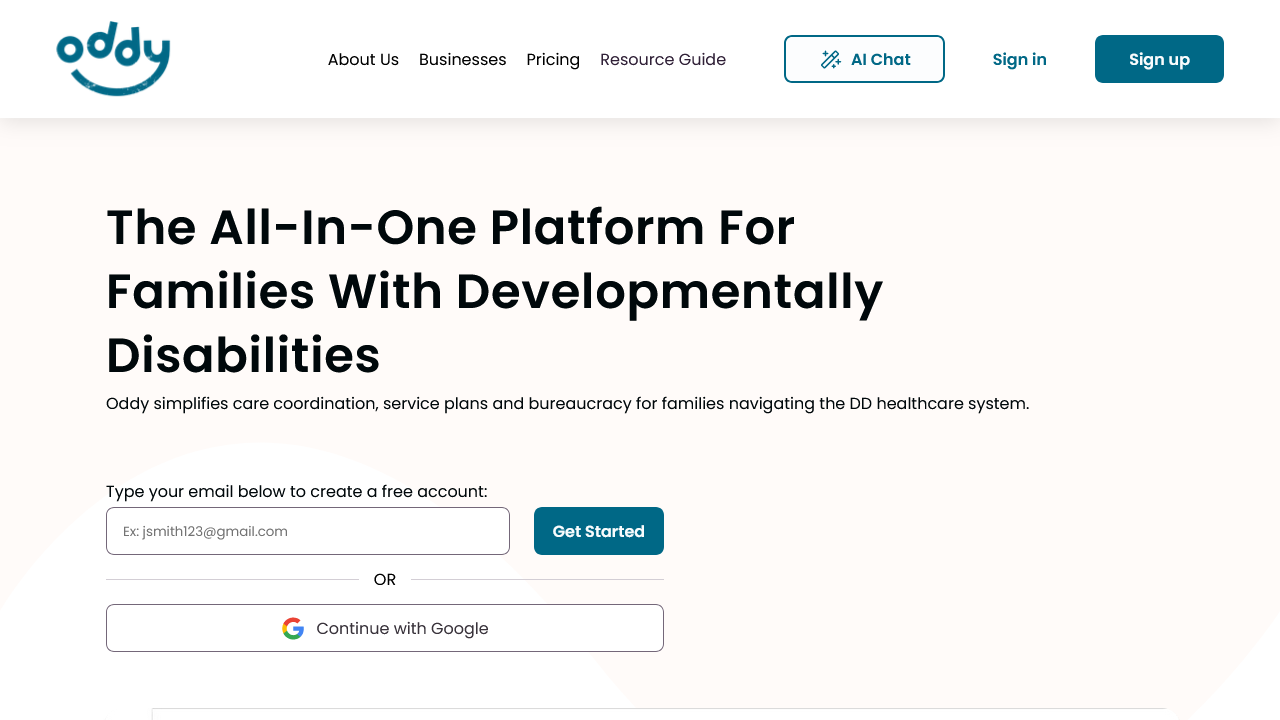 oddy
About Us
Businesses
Pricing
Resource Guide
AI Chat
Sign in
Sign up
The All-In-One Platform For
Families With Developmentally
Disabilities
Oddy simplifies care coordination, service plans and bureaucracy for families navigating the DD healthcare system.
Type your email below to create a free account:
Ex: jsmith123@gmail.com
Get Started
OR
Continue with Google